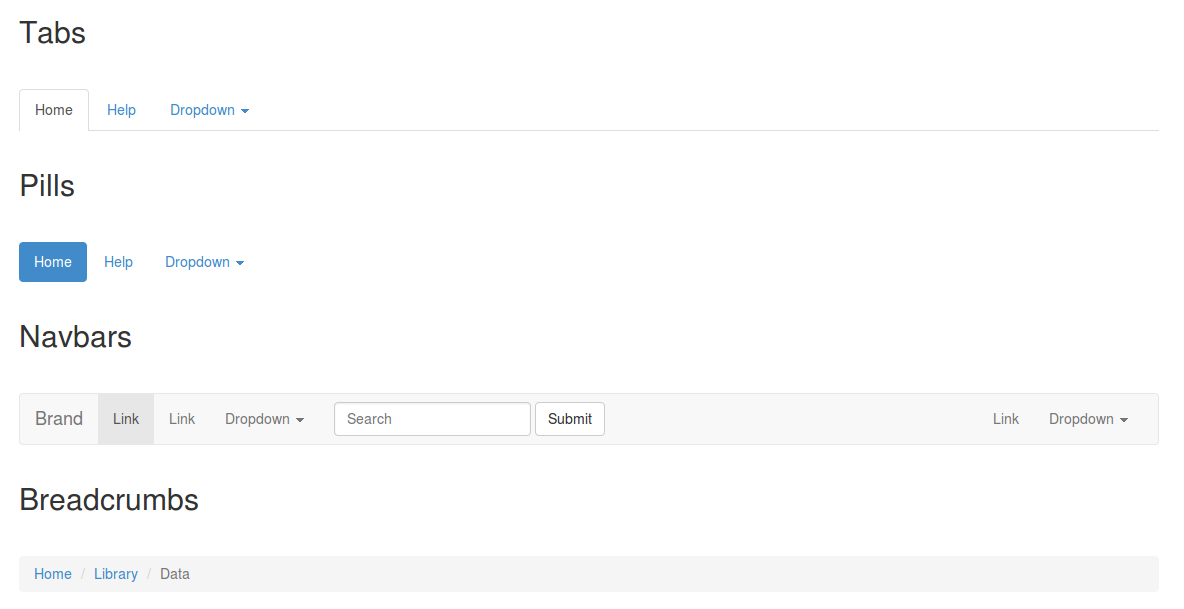 Tabs
Home Help Dropdown
Pills
Home Help Dropdown
Navbars
Brand Link Link Dropdown Search Submit Link Dropdown
Breadcrumbs
Home / Library / Data